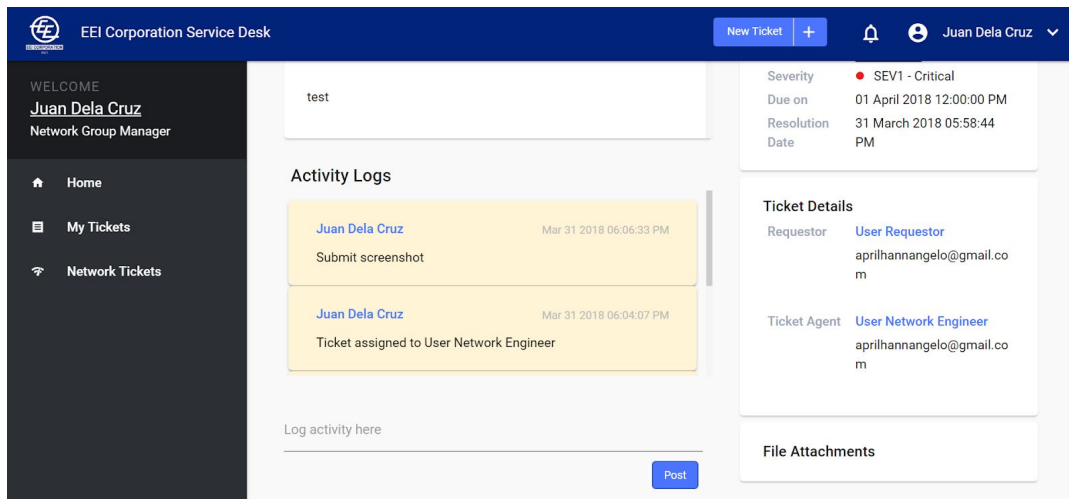 EEI CORPORATION
EEI Corporation Service Desk
New Ticket +
Juan Dela Cruz
WELCOME
Juan Dela Cruz
Network Group Manager
Home
My Tickets
Network Tickets
test
Activity Logs
Juan Dela Cruz Mar 31 2018 06:06:33 PM
Submit screenshot
Juan Dela Cruz Mar 31 2018 06:04:07 PM
Ticket assigned to User Network Engineer
Log activity here
Post
Severity SEV1 - Critical
Due on 01 April 2018 12:00:00 PM
Resolution 31 March 2018 05:58:44
Date PM
Ticket Details
Requestor User Requestor
aprilhannangelo@gmail.co
m
Ticket Agent User Network Engineer
aprilhannangelo@gmail.co
m
File Attachments